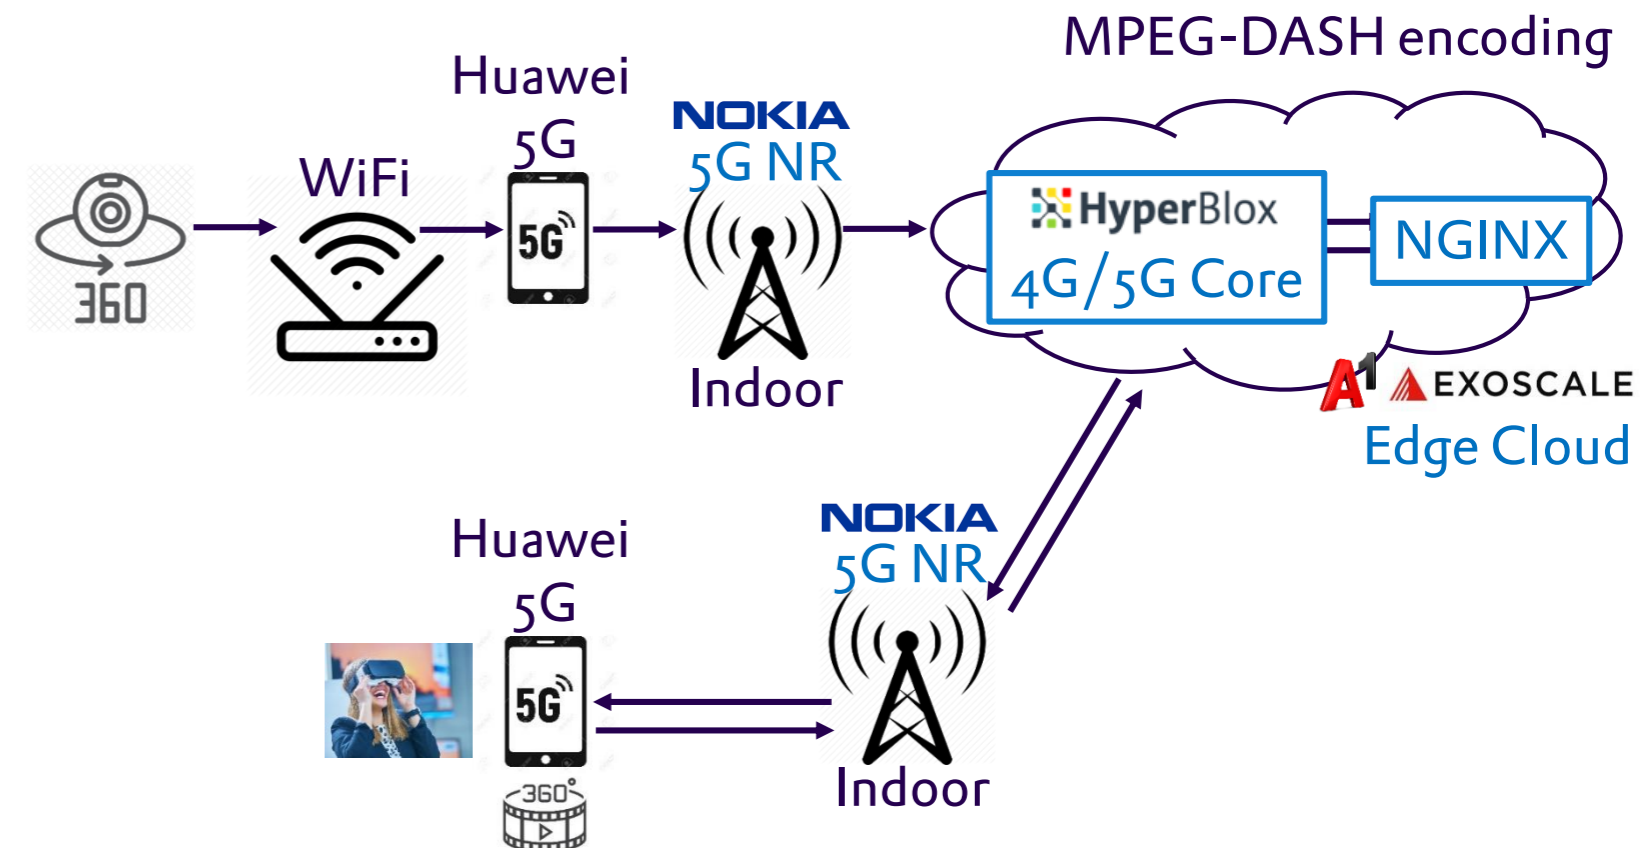 MPEG-DASH encoding
Huawei
5G
NOKIA
5G NR
WiFi
360
5G
HyperBlox
4G/5G Core
NGINX
Indoor
A1 EXOSCALE
Edge Cloud
Huawei
5G
NOKIA
5G NR
5G
Indoor
360°